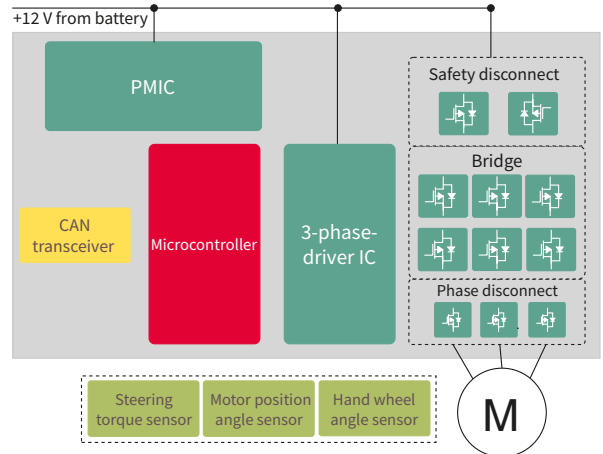 +12 V from battery
Safety disconnect
PMIC
Bridge
CAN
transceiver
Microcontroller
3-phase-
driver IC
Phase disconnect
Steering
torque sensor
Motor position
angle sensor
Hand wheel
angle sensor
M